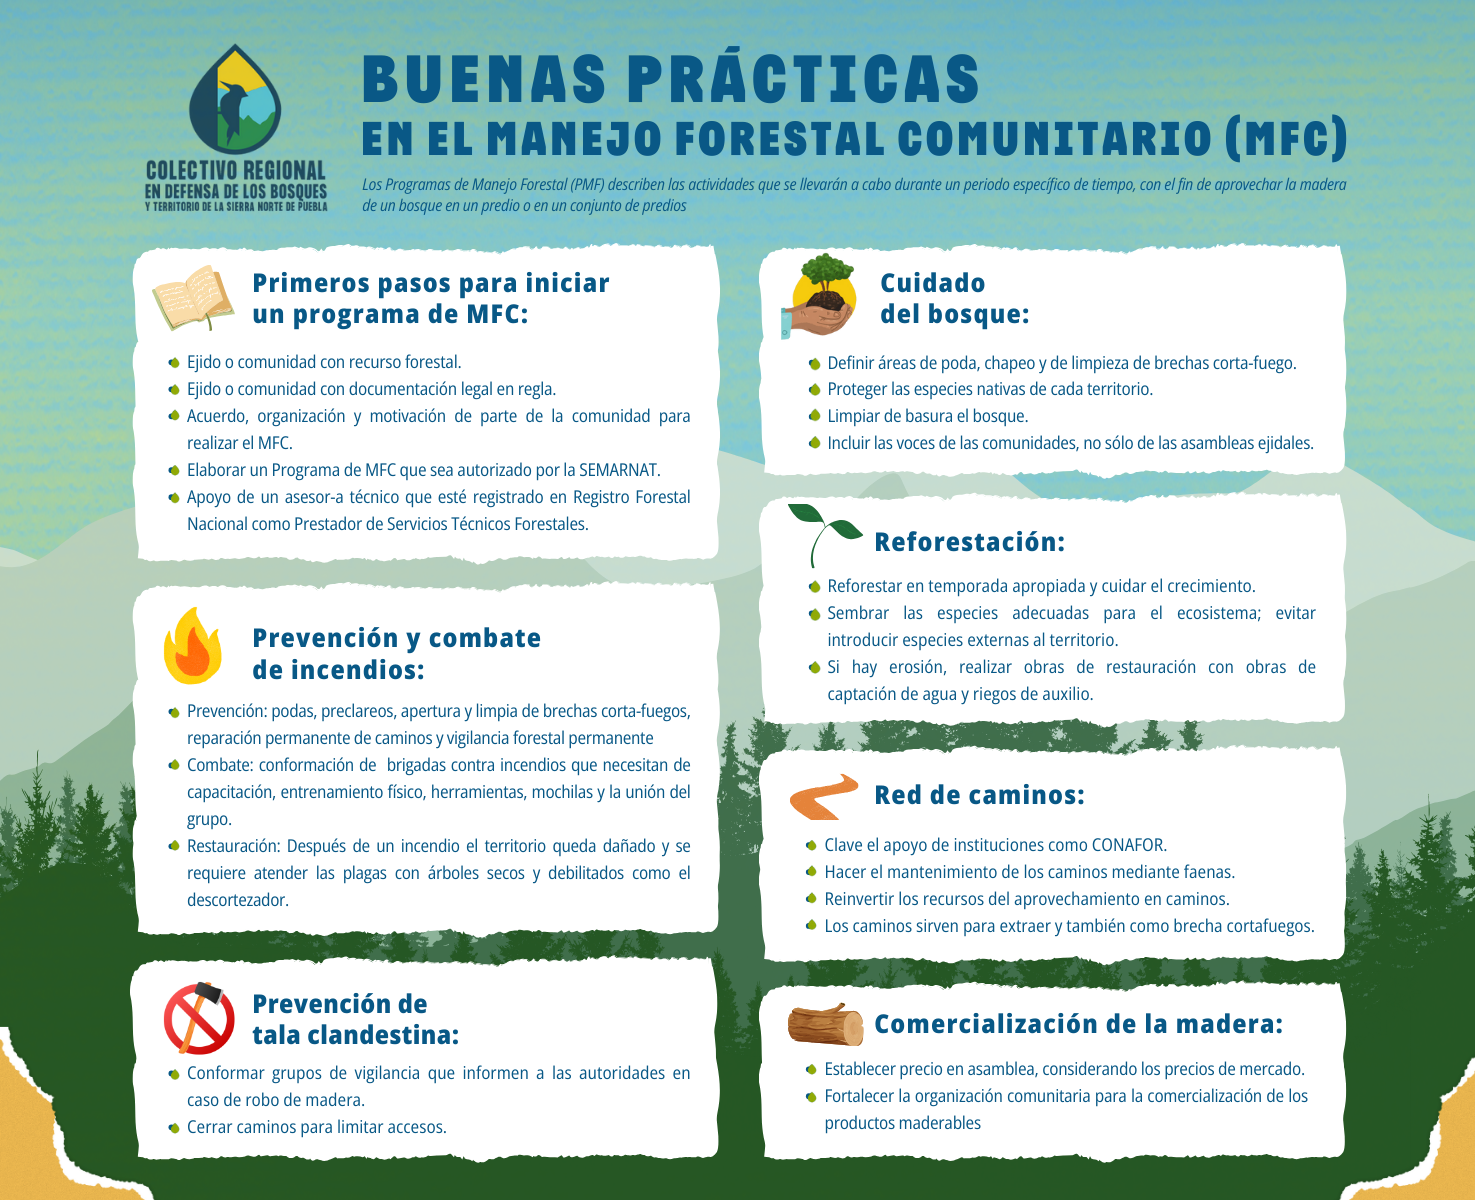 COLECTIVO REGIONAL
EN DEFENSA DE LOS BOSQUES
Y TERRITORIO DE LA SIERRA NORTE DE PUEBLA
BUENAS PRÁCTICAS
EN EL MANEJO FORESTAL COMUNITARIO (MFC)
Los Programas de Manejo Forestal (PMF) describen las actividades que se llevarán a cabo durante un periodo específico de tiempo, con el fin de aprovechar la madera
de un bosque en un predio o en un conjunto de predios
Primeros pasos para iniciar
un programa de MFC:
Ejido o comunidad con recurso forestal.
Ejido o comunidad con documentación legal en regla.
Acuerdo, organización y motivación de parte de la comunidad para
realizar el MFC.
Elaborar un Programa de MFC que sea autorizado por la SEMARNAT.
Apoyo de un asesor-a técnico que esté registrado en Registro Forestal
Nacional como Prestador de Servicios Técnicos Forestales.
Prevención y combate
de incendios:
Prevención: podas, preclareos, apertura y limpia de brechas corta-fuegos,
reparación permanente de caminos y vigilancia forestal permanente
Combate: conformación de  brigadas contra incendios que necesitan de
capacitación, entrenamiento físico, herramientas, mochilas y la unión del
grupo.
Restauración: Después de un incendio el territorio queda dañado y se
requiere atender las plagas con árboles secos y debilitados como el
descortezador.
Prevención de
tala clandestina:
Conformar grupos de vigilancia que informen a las autoridades en
caso de robo de madera.
Cerrar caminos para limitar accesos.
Cuidado
del bosque:
Definir áreas de poda, chapeo y de limpieza de brechas corta-fuego.
Proteger las especies nativas de cada territorio.
Limpiar de basura el bosque.
Incluir las voces de las comunidades, no sólo de las asambleas ejidales.
Reforestación:
Reforestar en temporada apropiada y cuidar el crecimiento.
Sembrar las especies adecuadas para el ecosistema; evitar
introducir especies externas al territorio.
Si hay erosión, realizar obras de restauración con obras de
captación de agua y riegos de auxilio.
Red de caminos:
Clave el apoyo de instituciones como CONAFOR.
Hacer el mantenimiento de los caminos mediante faenas.
Reinvertir los recursos del aprovechamiento en caminos.
Los caminos sirven para extraer y también como brecha cortafuegos.
Comercialización de la madera:
Establecer precio en asamblea, considerando los precios de mercado.
Fortalecer la organización comunitaria para la comercialización de los
productos maderables